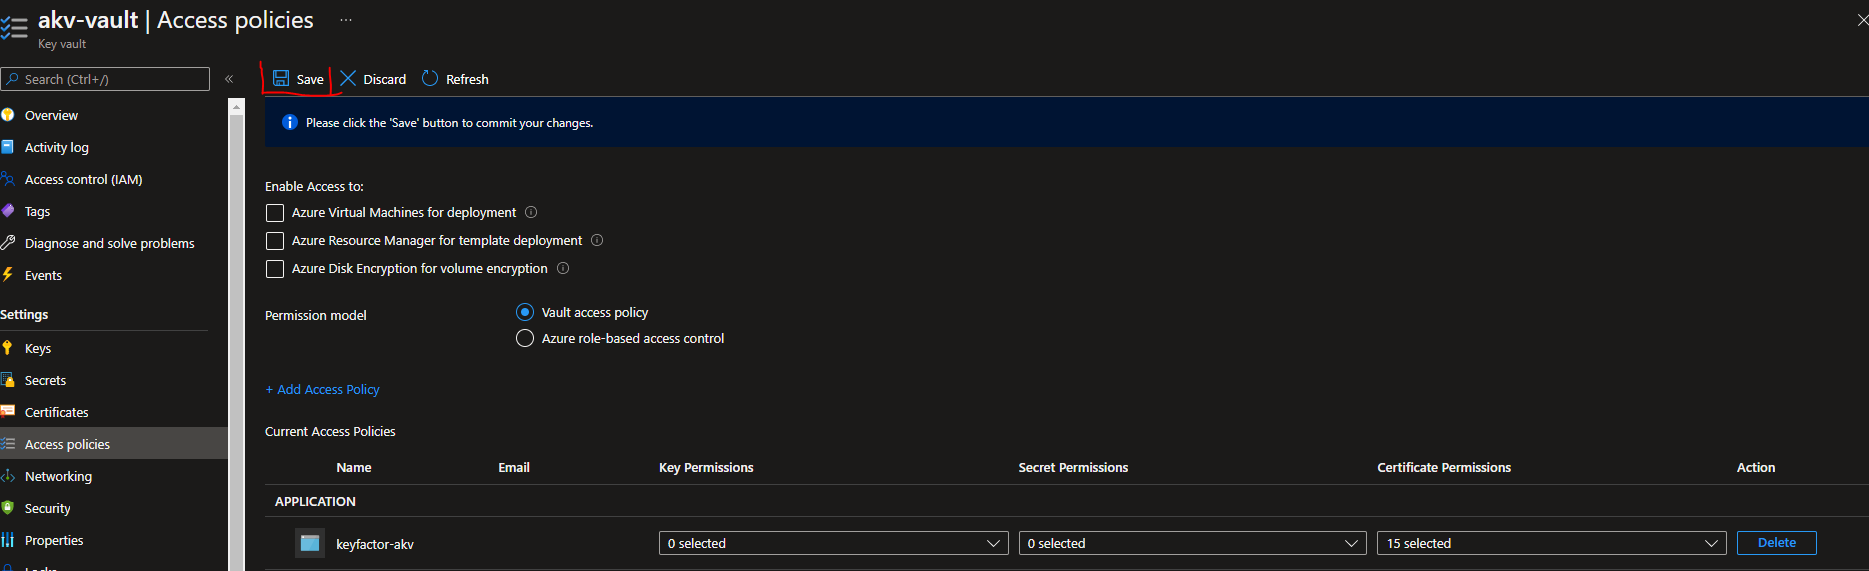 akv-vault | Access policies ...
Key vault
Search (Ctrl+/)
«
Overview
Activity log
Access control (IAM)
Tags
Diagnose and solve problems
Events
Settings
Keys
Secrets
Certificates
Access policies
Networking
Security
Properties
Locks
Save Discard Refresh
Please click the 'Save' button to commit your changes.
Enable Access to:
Azure Virtual Machines for deployment
Azure Resource Manager for template deployment
Azure Disk Encryption for volume encryption
Permission model
Vault access policy
Azure role-based access control
+ Add Access Policy
Current Access Policies
Name Email Key Permissions Secret Permissions Certificate Permissions Action
APPLICATION
keyfactor-akv 0 selected 0 selected 15 selected Delete